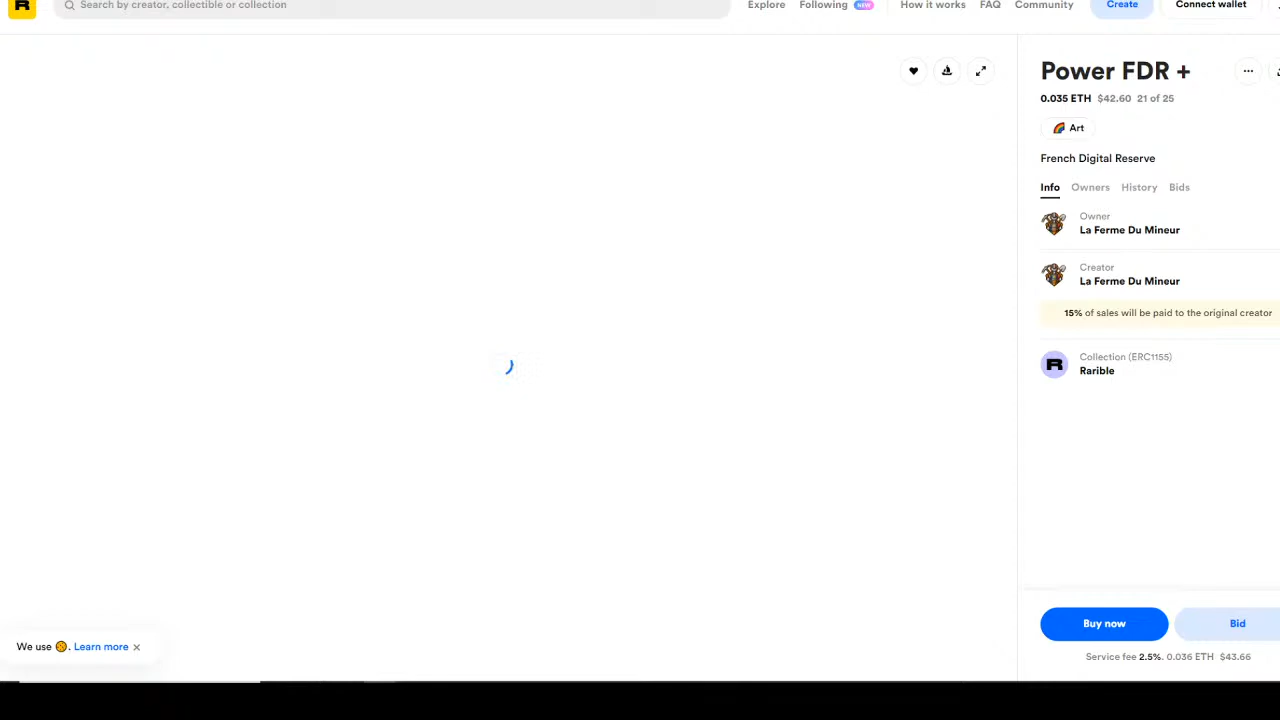 R Search by creator, collectible or collection Explore Following NEW How it works FAQ Community Create Connect wallet
Power FDR +
0.035 ETH $42.60 21 of 25
Art
French Digital Reserve
Info Owners History Bids
Owner
La Ferme Du Mineur
Creator
La Ferme Du Mineur
15% of sales will be paid to the original creator
Collection (ERC1155)
R Rarible
Buy now Bid
We use 🍪. Learn more ×
Service fee 2.5%. 0.036 ETH $43.66